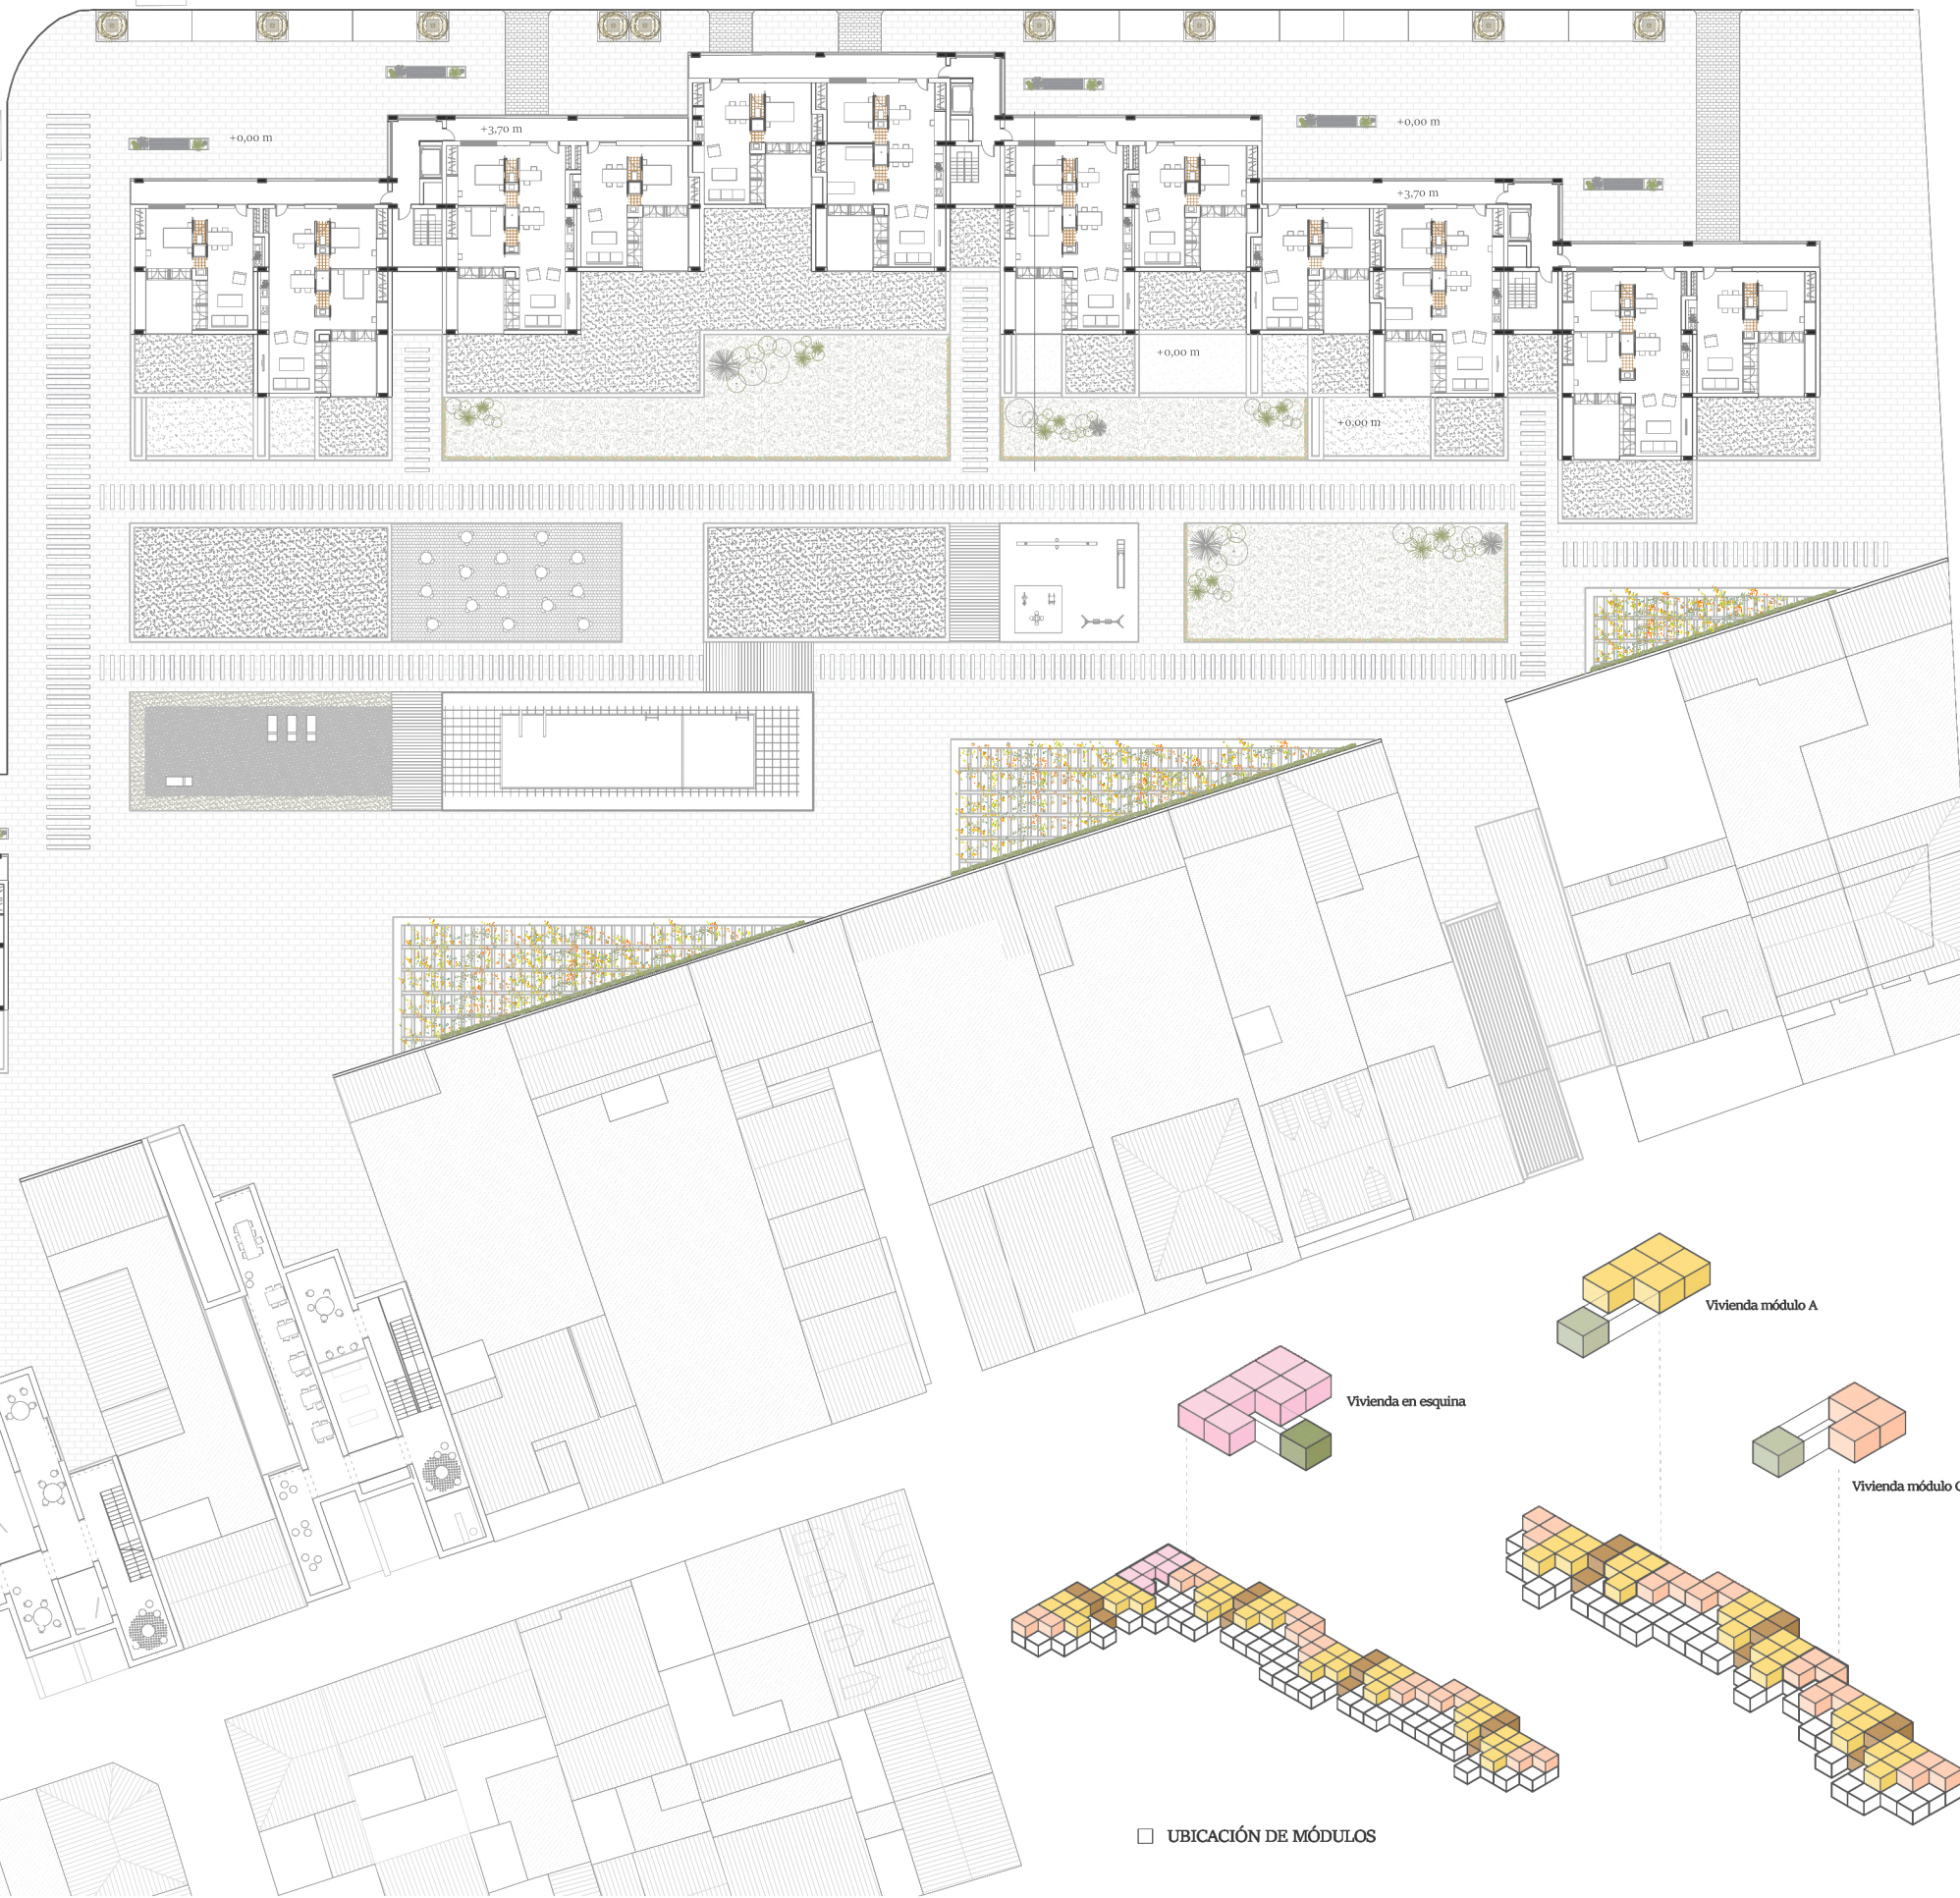 +0,00 m
+3,70 m
+0,00 m
+3,70 m
+0,00 m
+0,00 m
Vivienda módulo A
Vivienda en esquina
Vivienda módulo
UBICACIÓN DE MÓDULOS